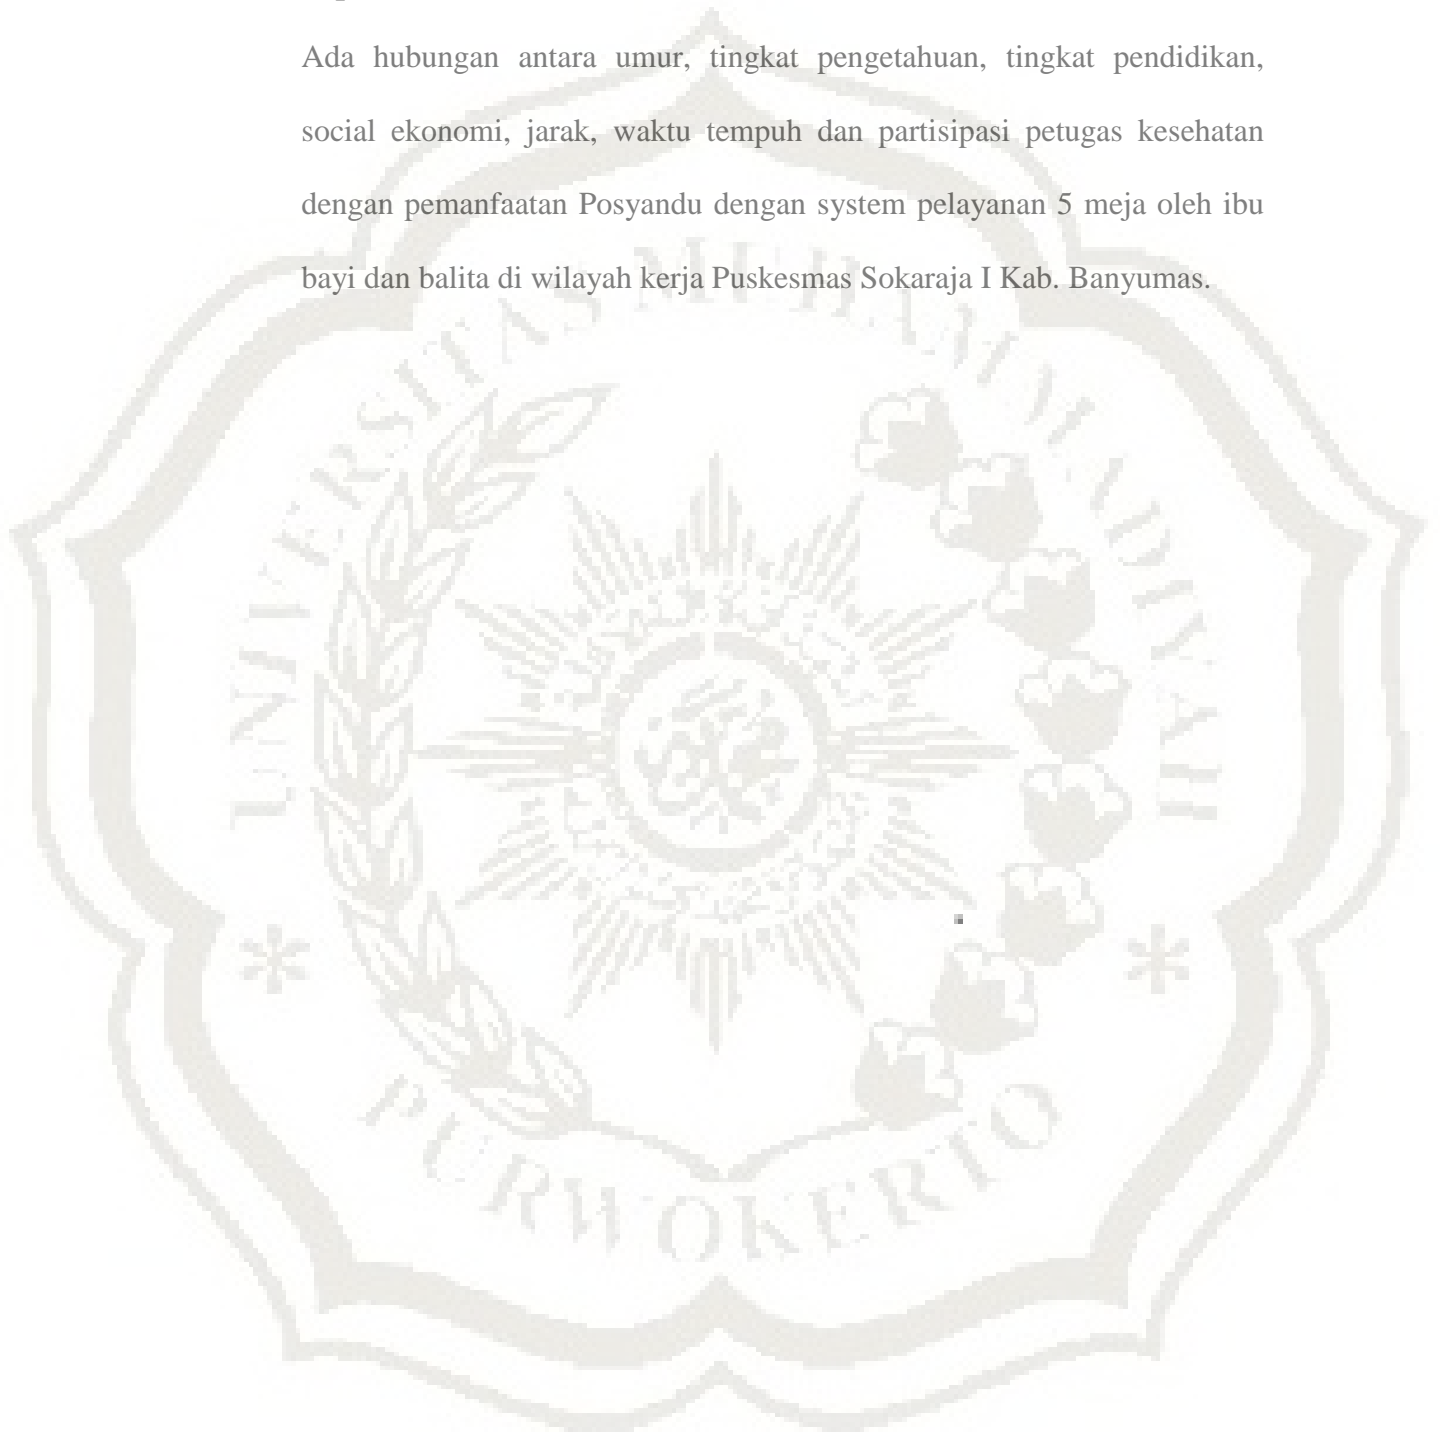 Ada hubungan antara umur, tingkat pengetahuan, tingkat pendidikan,
social ekonomi, jarak, waktu tempuh dan partisipasi petugas kesehatan
dengan pemanfaatan Posyandu dengan system pelayanan 5 meja oleh ibu
bayi dan balita di wilayah kerja Puskesmas Sokaraja I Kab. Banyumas.
UNIVERSITAS MUHAMMADIYAH
PURWOKERTO